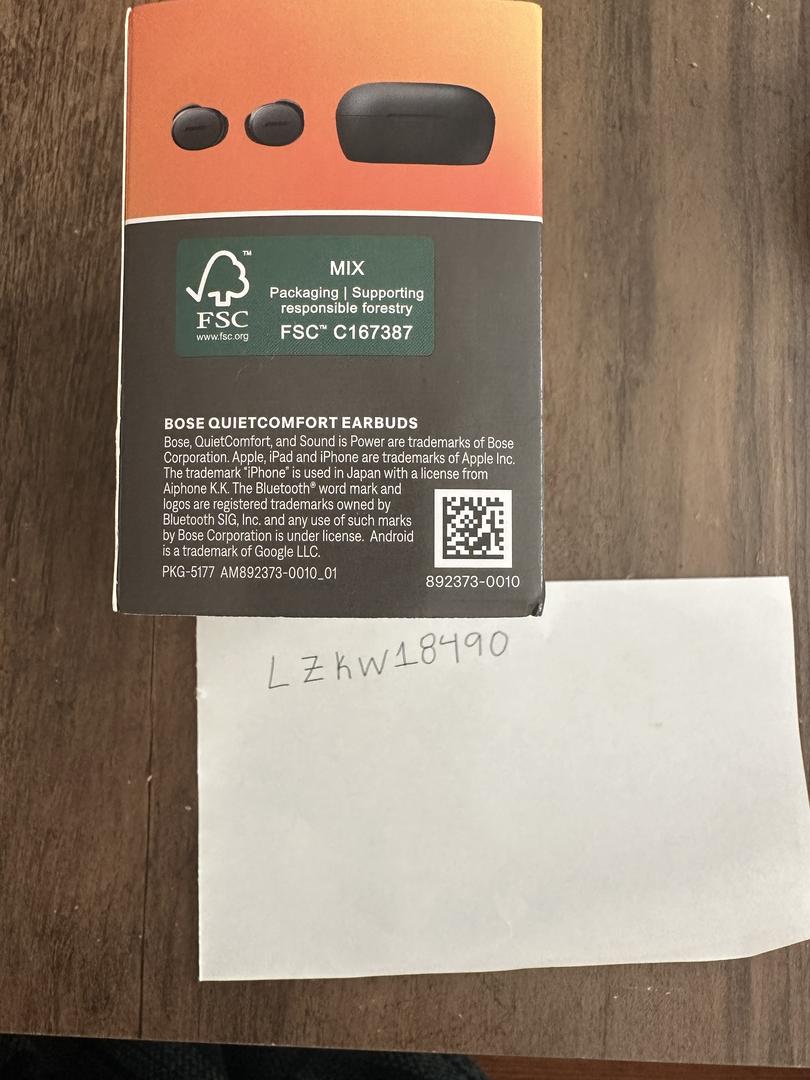 FSC
www.fsc.org
™
MIX
Packaging | Supporting
responsible forestry
FSC™ C167387
BOSE QUIETCOMFORT EARBUDS
Bose, QuietComfort, and Sound is Power are trademarks of Bose
Corporation. Apple, iPad and iPhone are trademarks of Apple Inc.
The trademark “iPhone” is used in Japan with a license from
Aiphone K.K. The Bluetooth® word mark and
logos are registered trademarks owned by
Bluetooth SIG, Inc. and any use of such marks
by Bose Corporation is under license. Android
is a trademark of Google LLC.
PKG-5177 AM892373-0010_01
892373-0010
LZKW18490